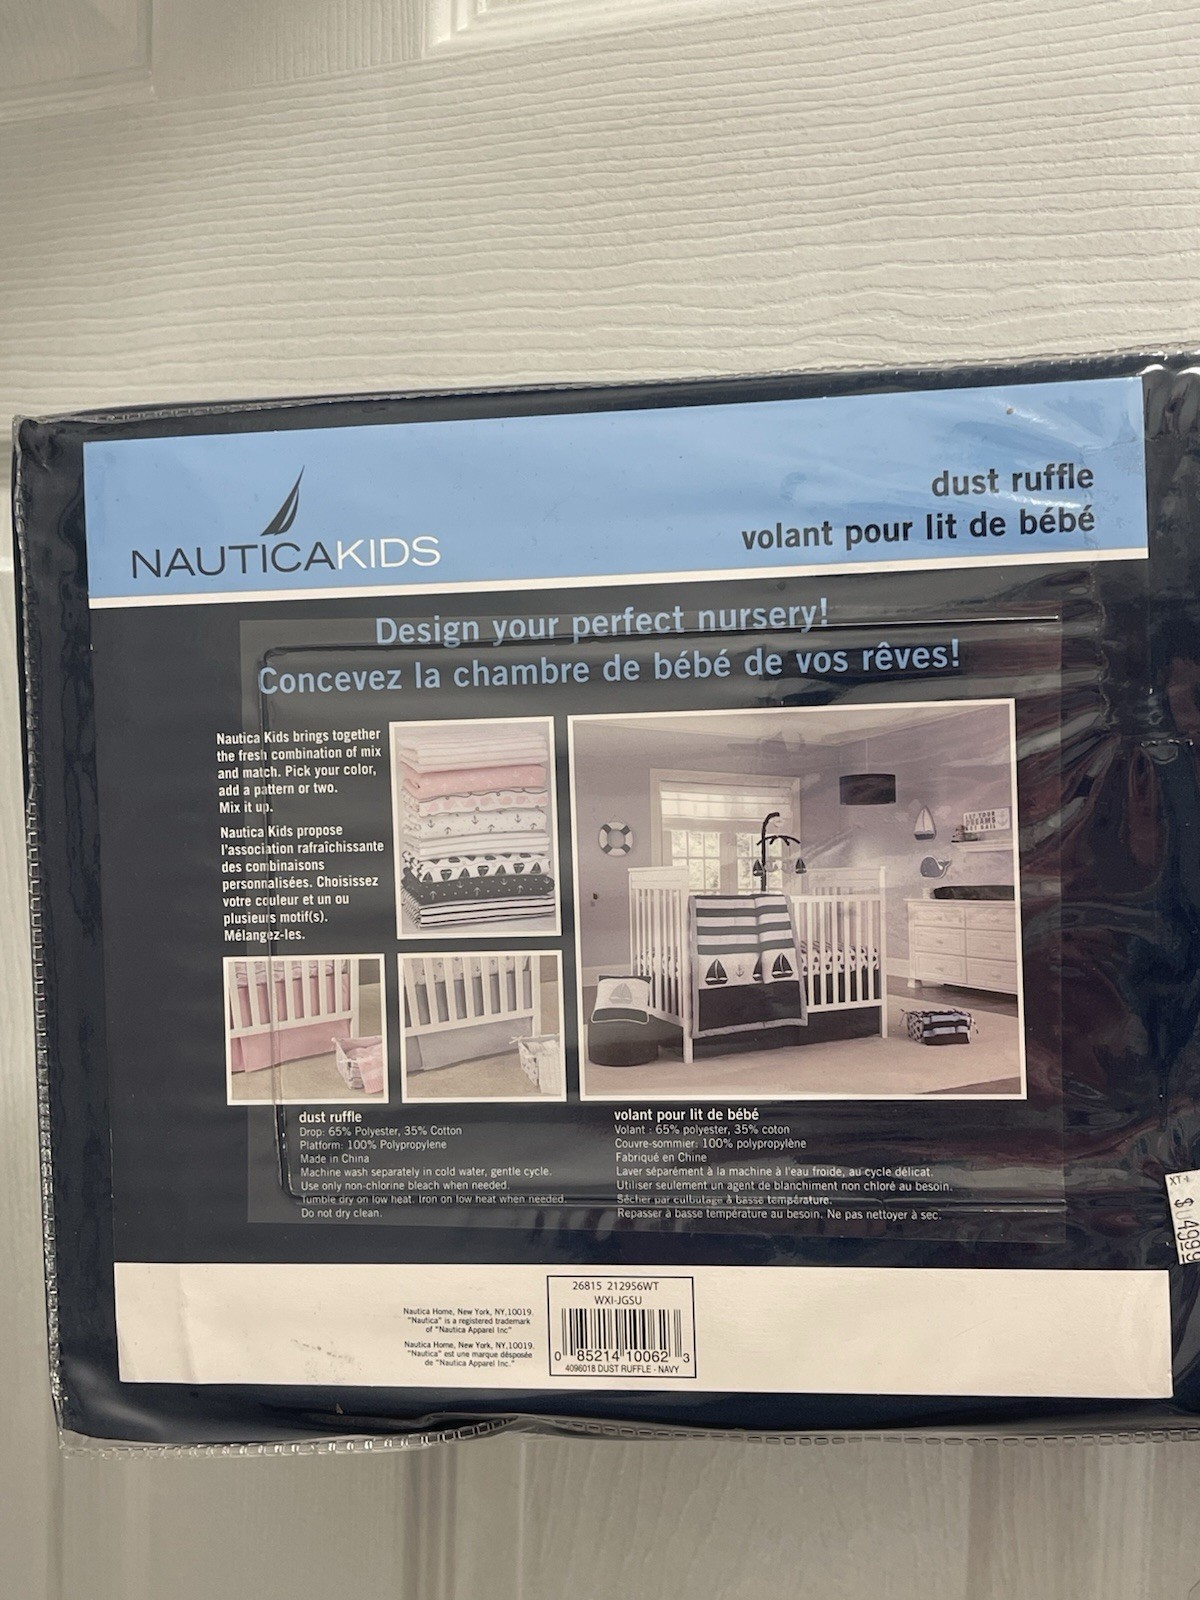 NAUTICAKIDS
dust ruffle
volant pour lit de bébé
Design your perfect nursery!
Concevez la chambre de bébé de vos rêves!
Nautica Kids brings together
the fresh combination of mix
and match. Pick your color,
add a pattern or two.
Mix it up.
Nautica Kids propose
l'association rafraîchissante
des combinaisons
personnalisées. Choisissez
votre couleur et un ou
plusieurs motif(s).
Mélangez-les.
LET YOUR
DREAMS
SET SAIL
dust ruffle
Drop: 65% Polyester, 35% Cotton
Platform: 100% Polypropylene
Made in China
Machine wash separately in cold water, gentle cycle.
Use only non-chlorine bleach when needed.
Tumble dry on low heat. Iron on low heat when needed.
Do not dry clean.
volant pour lit de bébé
Volant : 65% polyester, 35% coton
Couvre-sommier: 100% polypropylène
Fabriqué en Chine
Laver séparément à la machine à l'eau froide, au cycle délicat.
Utiliser seulement un agent de blanchiment non chloré au besoin.
Sécher par culbutage à basse température.
Repasser à basse température au besoin. Ne pas nettoyer à sec.
Nautica Home, New York, NY,10019.
"Nautica" is a registered trademark
of "Nautica Apparel Inc"
Nautica Home, New York, NY,10019.
"Nautica" est une marque déposée
de "Nautica Apparel Inc."
26815 212956WT
WXI-JGSU
0 85214 10062 3
4096018 DUST RUFFLE - NAVY